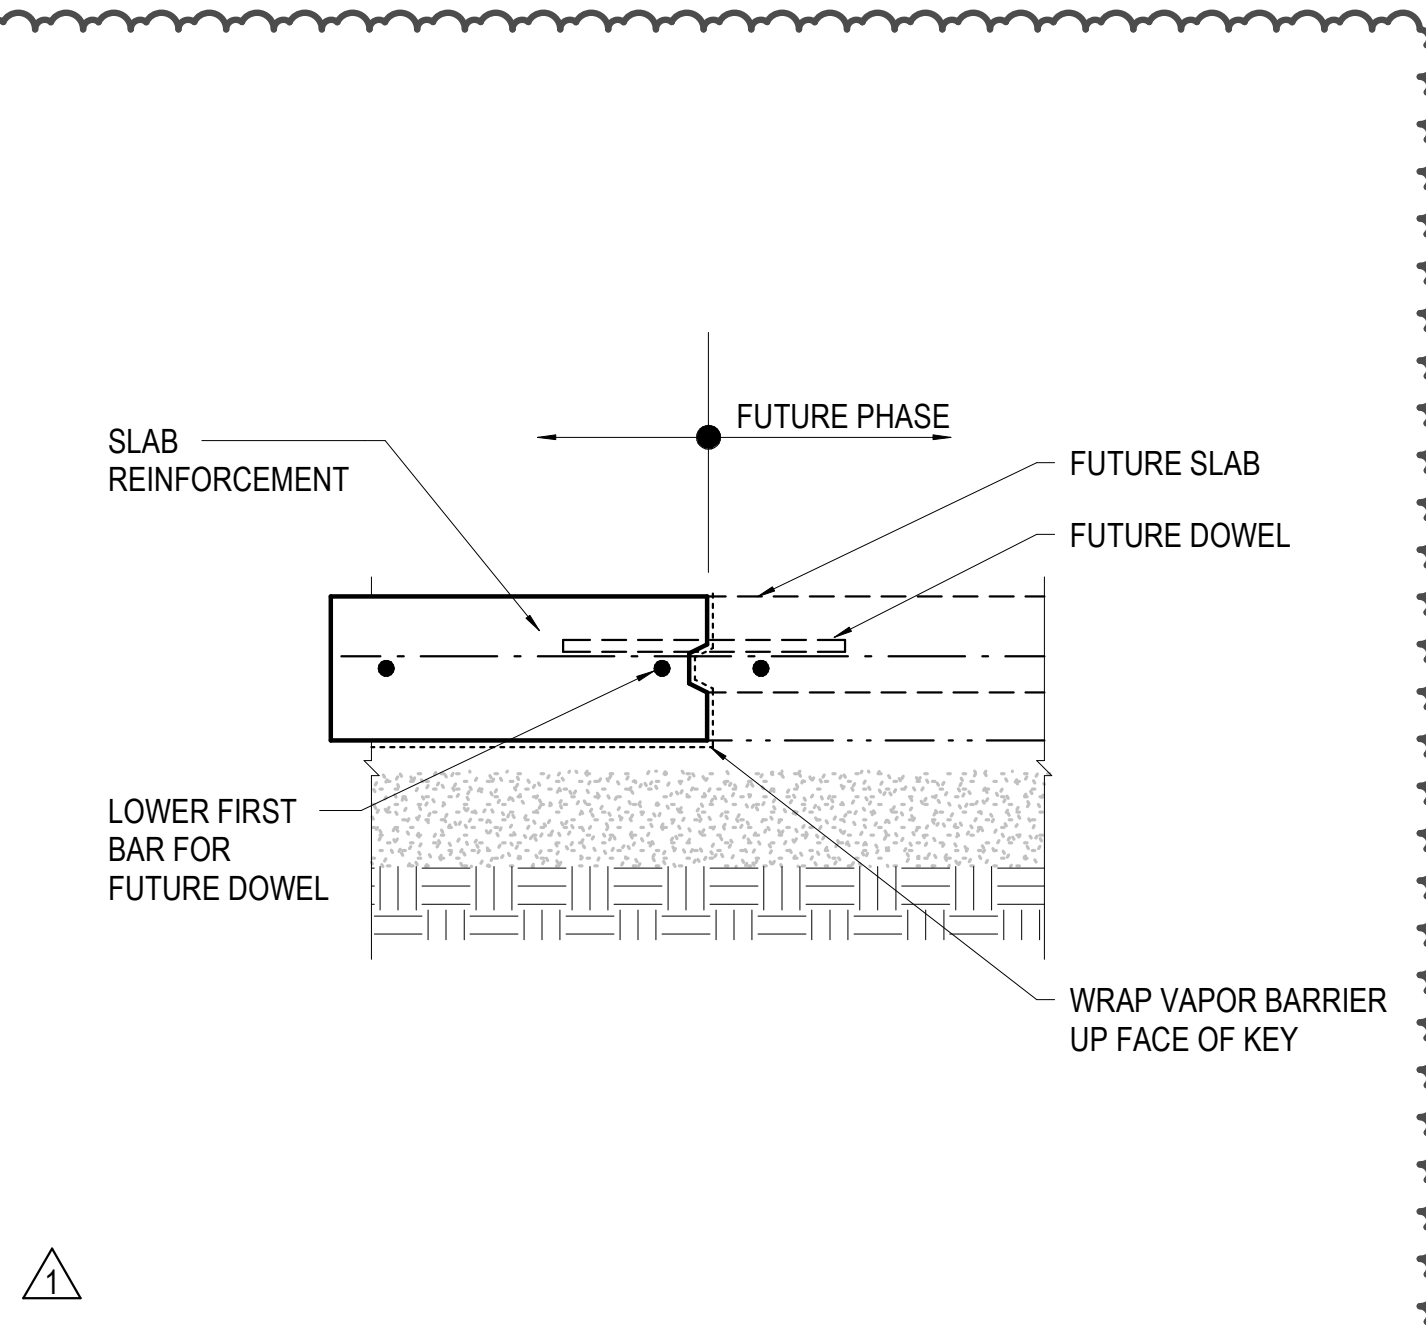 FUTURE PHASE
SLAB
REINFORCEMENT
FUTURE SLAB
FUTURE DOWEL
LOWER FIRST
BAR FOR
FUTURE DOWEL
WRAP VAPOR BARRIER
UP FACE OF KEY
1